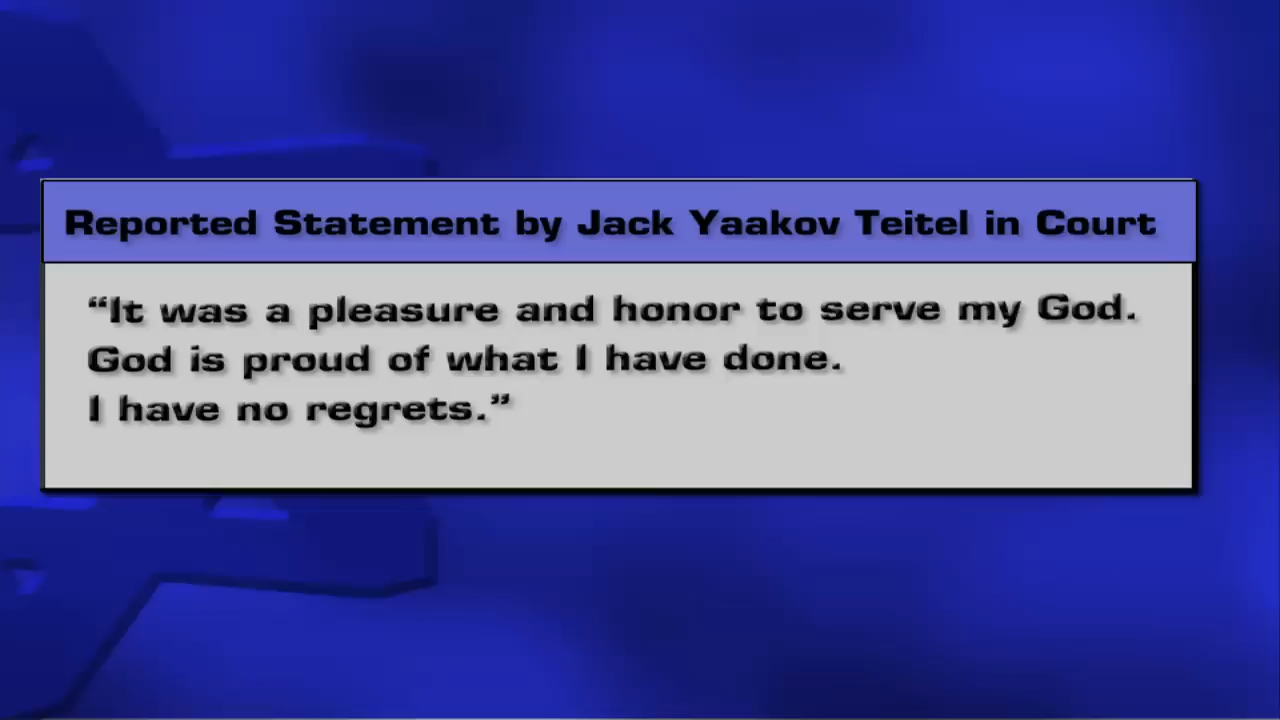 Reported Statement by Jack Yaakov Teitel in Court
“It was a pleasure and honor to serve my God.
God is proud of what I have done.
I have no regrets.”